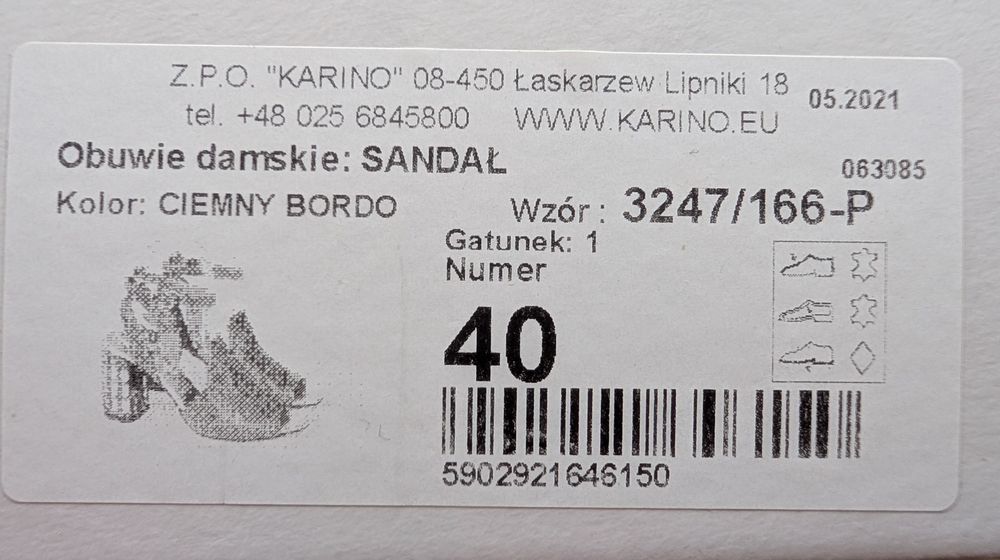 Z.P.O. "KARINO" 08-450 Łaskarzew Lipniki 18
05.2021
tel. +48 025 6845800 WWW.KARINO.EU
Obuwie damskie: SANDAŁ
063085
Kolor: CIEMNY BORDO
Wzór : 3247/166-P
Gatunek: 1
Numer
40
5902921646150